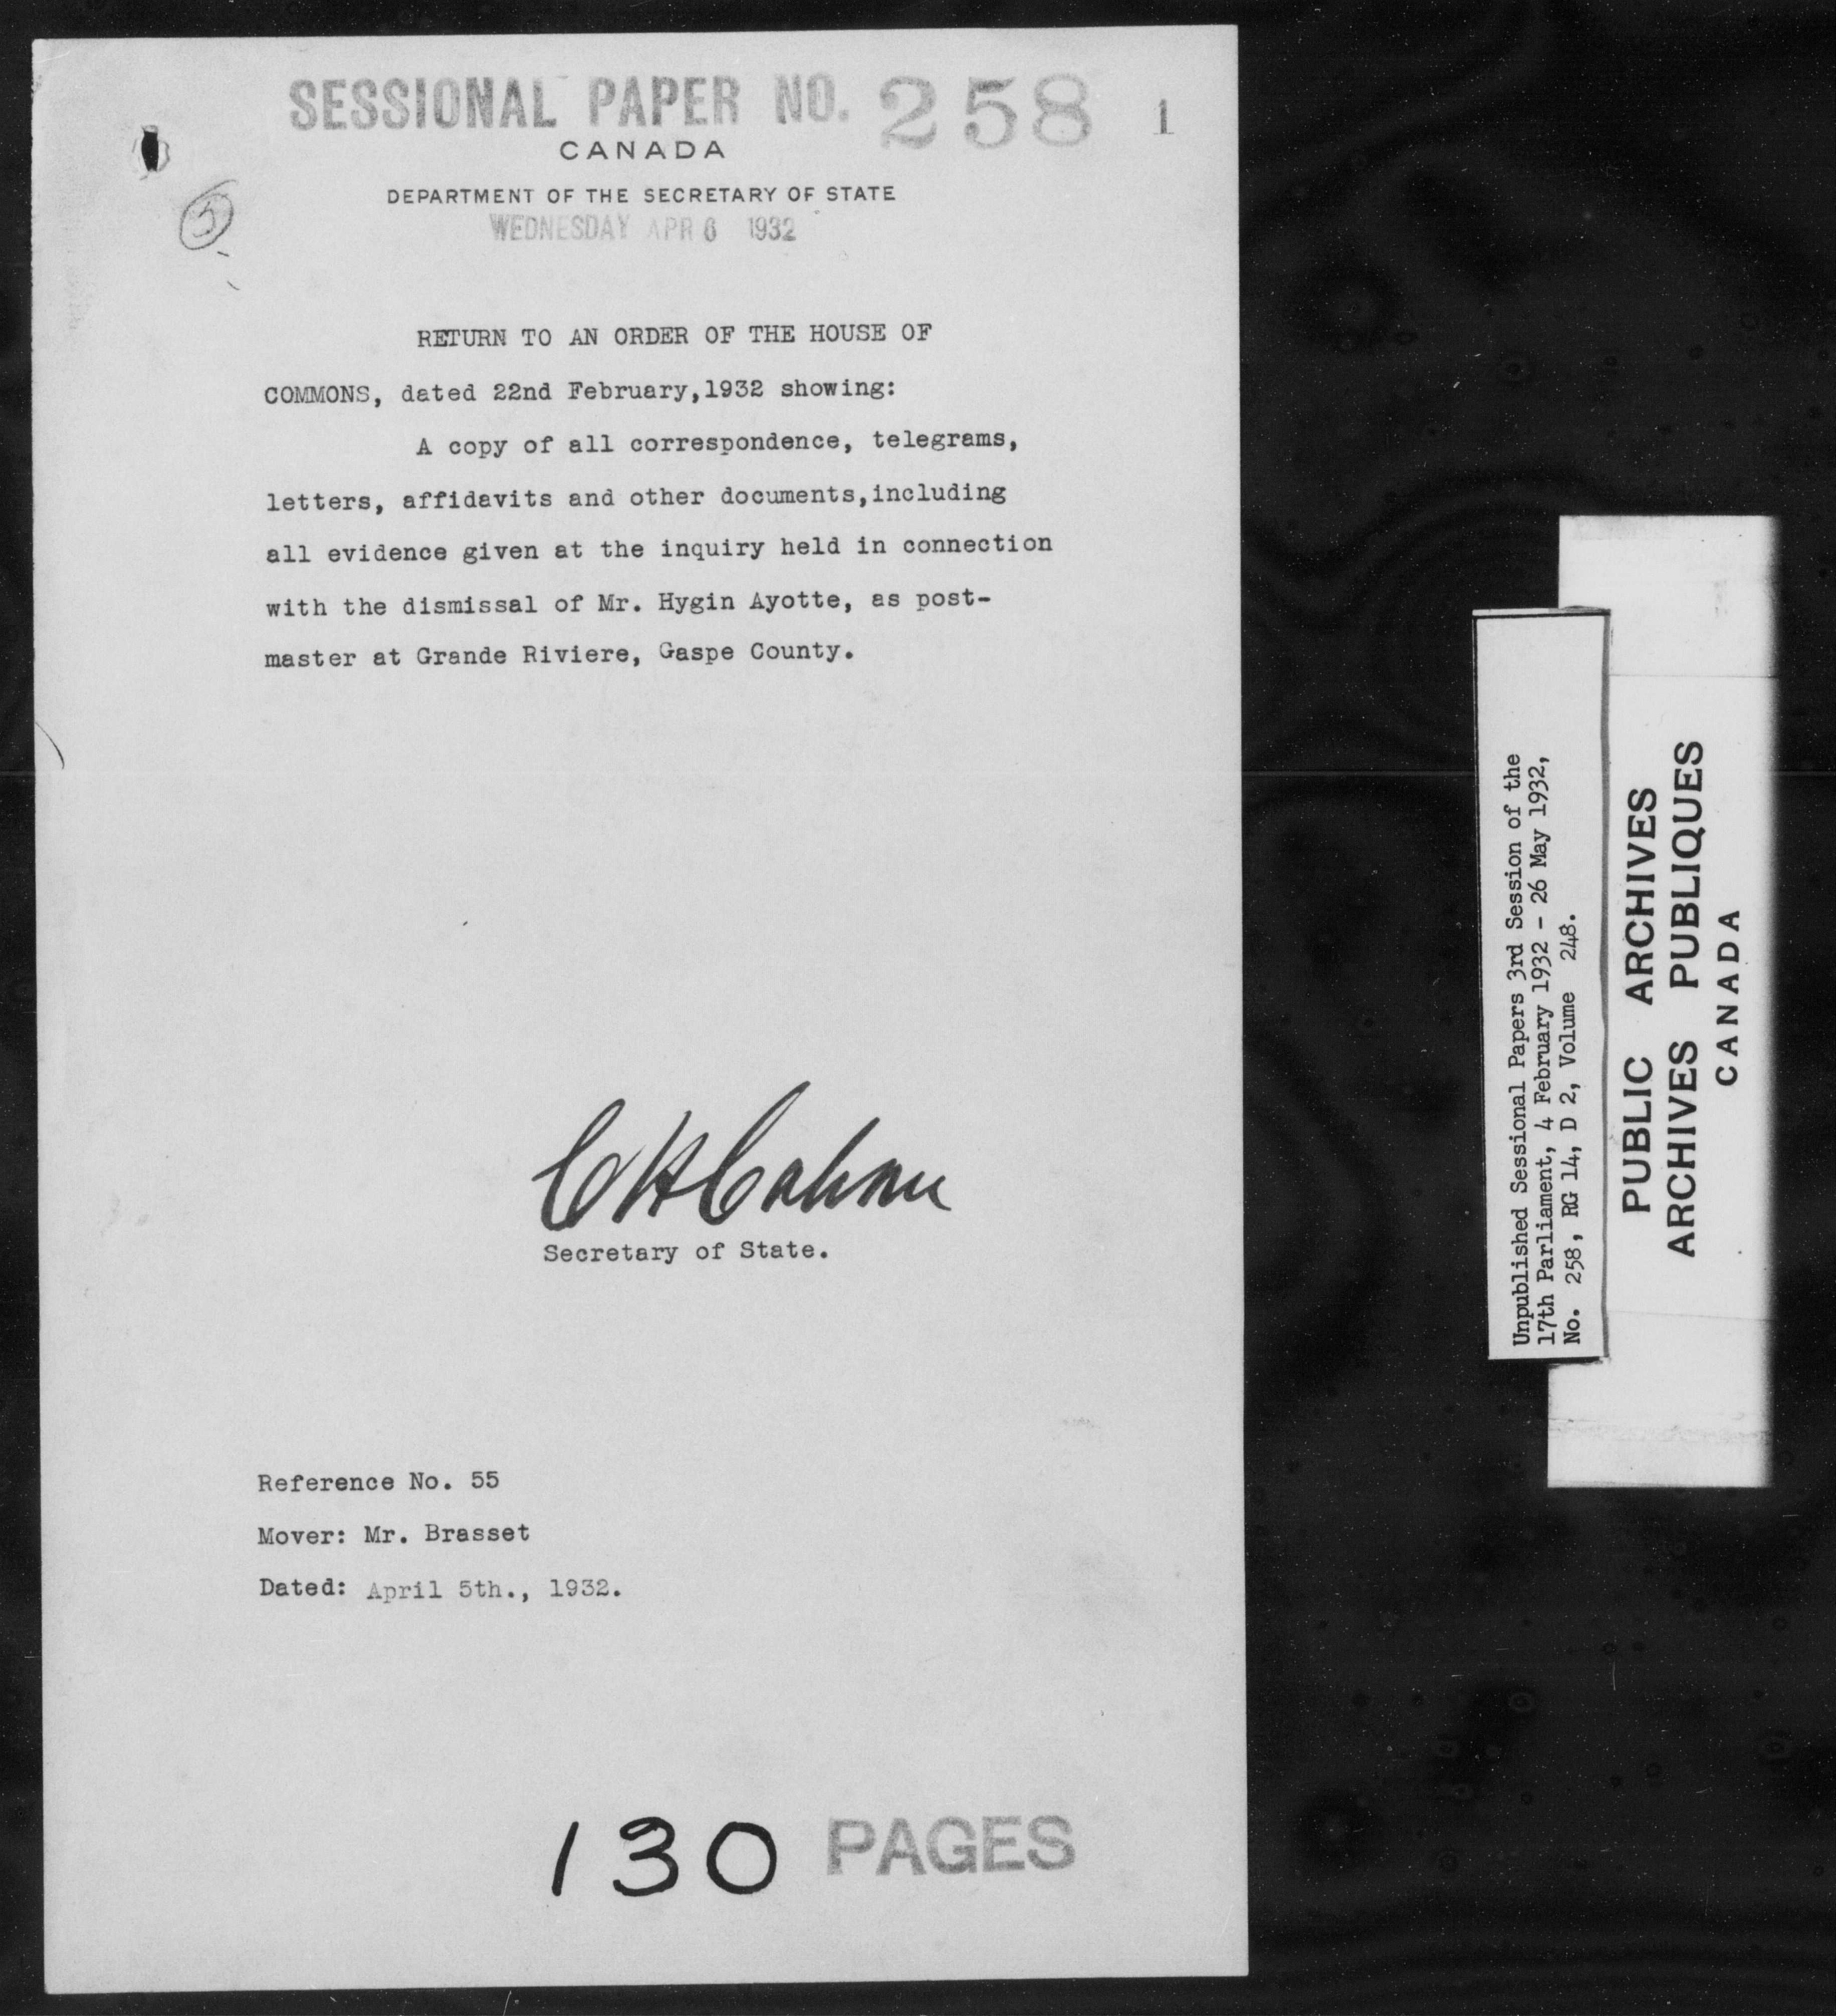 SESSIONAL PAPER NO. 258 1
CANADA
DEPARTMENT OF THE SECRETARY OF STATE
WEDNESDAY APR 6 1932
5
RETURN TO AN ORDER OF THE HOUSE OF
COMMONS, dated 22nd February,1932 showing:
A copy of all correspondence, telegrams,
letters, affidavits and other documents,including
all evidence given at the inquiry held in connection
with the dismissal of Mr. Hygin Ayotte, as post-
master at Grande Riviere, Gaspe County.
C H Cahan
Secretary of State.
Reference No. 55
Mover: Mr. Brasset
Dated: April 5th., 1932.
130 PAGES
Unpublished Sessional Papers 3rd Session of the
17th Parliament, 4 February 1932 - 26 May 1932,
No. 258, RG 14, D 2, Volume 248.
PUBLIC ARCHIVES
ARCHIVES PUBLIQUES
CANADA